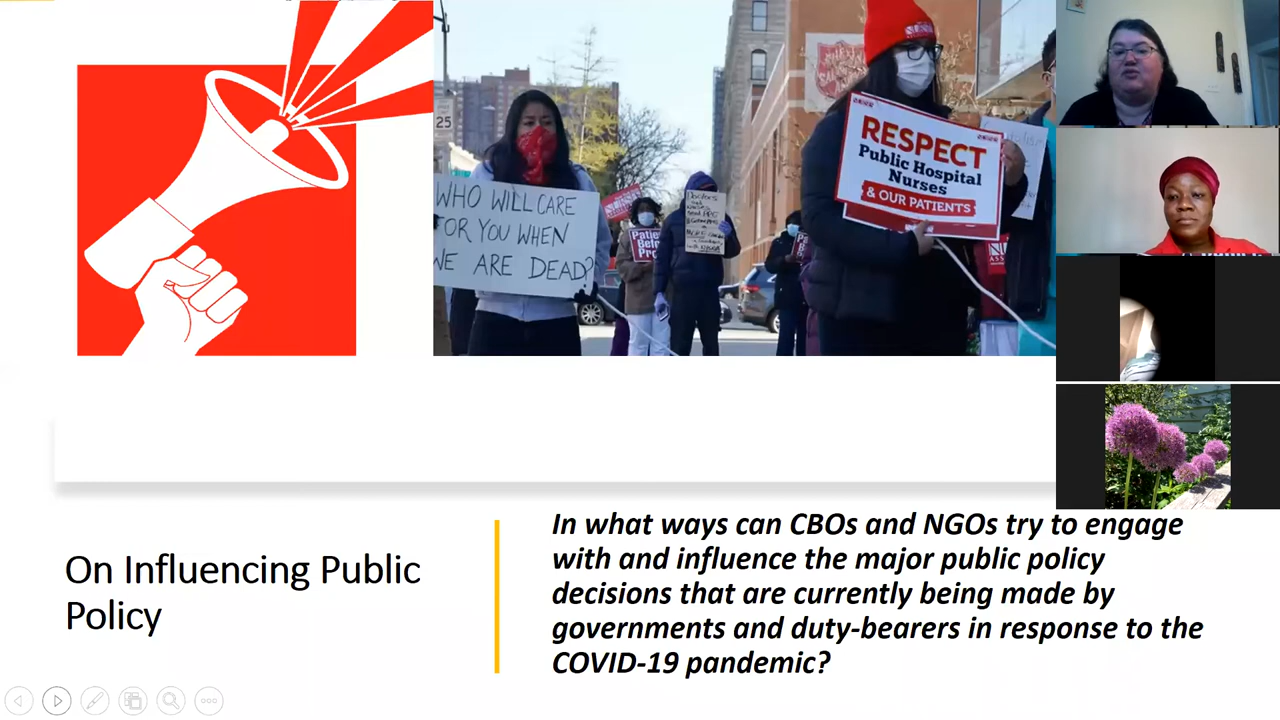 25
WHO WILL CARE
FOR YOU WHEN
WE ARE DEAD?
RESPECT
Public Hospital
Nurses
& OUR PATIENTS
On Influencing Public
Policy
In what ways can CBOs and NGOs try to engage
with and influence the major public policy
decisions that are currently being made by
governments and duty-bearers in response to the
COVID-19 pandemic?